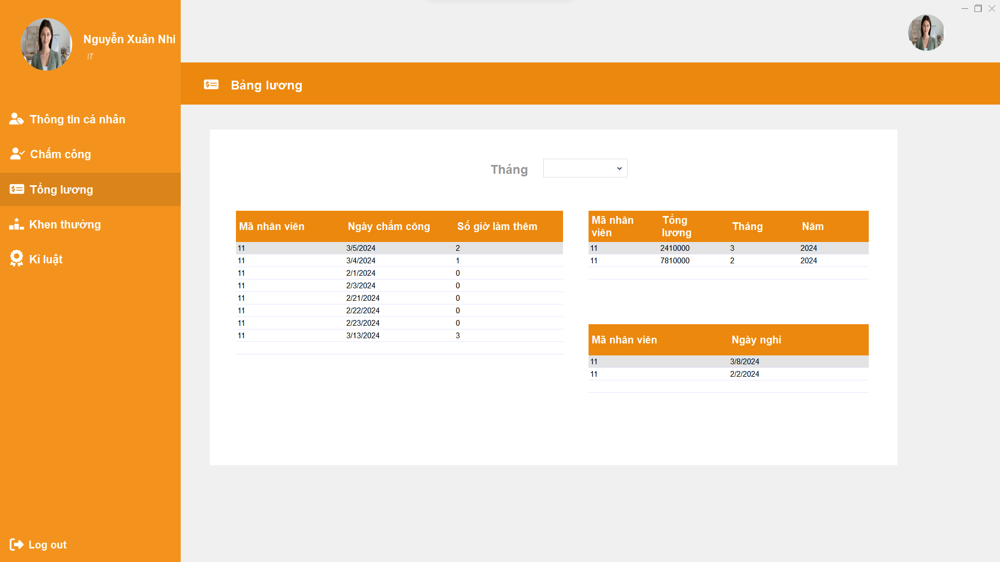 Nguyễn Xuân Nhi
IT
Thông tin cá nhân
Chấm công
Tổng lương
Khen thưởng
Kỉ luật
Log out
Bảng lương
Tháng
Mã nhân viên Ngày chấm công Số giờ làm thêm
11 3/5/2024 2
11 3/4/2024 1
11 2/1/2024 0
11 2/3/2024 0
11 2/21/2024 0
11 2/22/2024 0
11 2/23/2024 0
11 3/13/2024 3
Mã nhân viên Tổng lương Tháng Năm
11 2410000 3 2024
11 7810000 2 2024
Mã nhân viên Ngày nghỉ
11 3/8/2024
11 2/2/2024